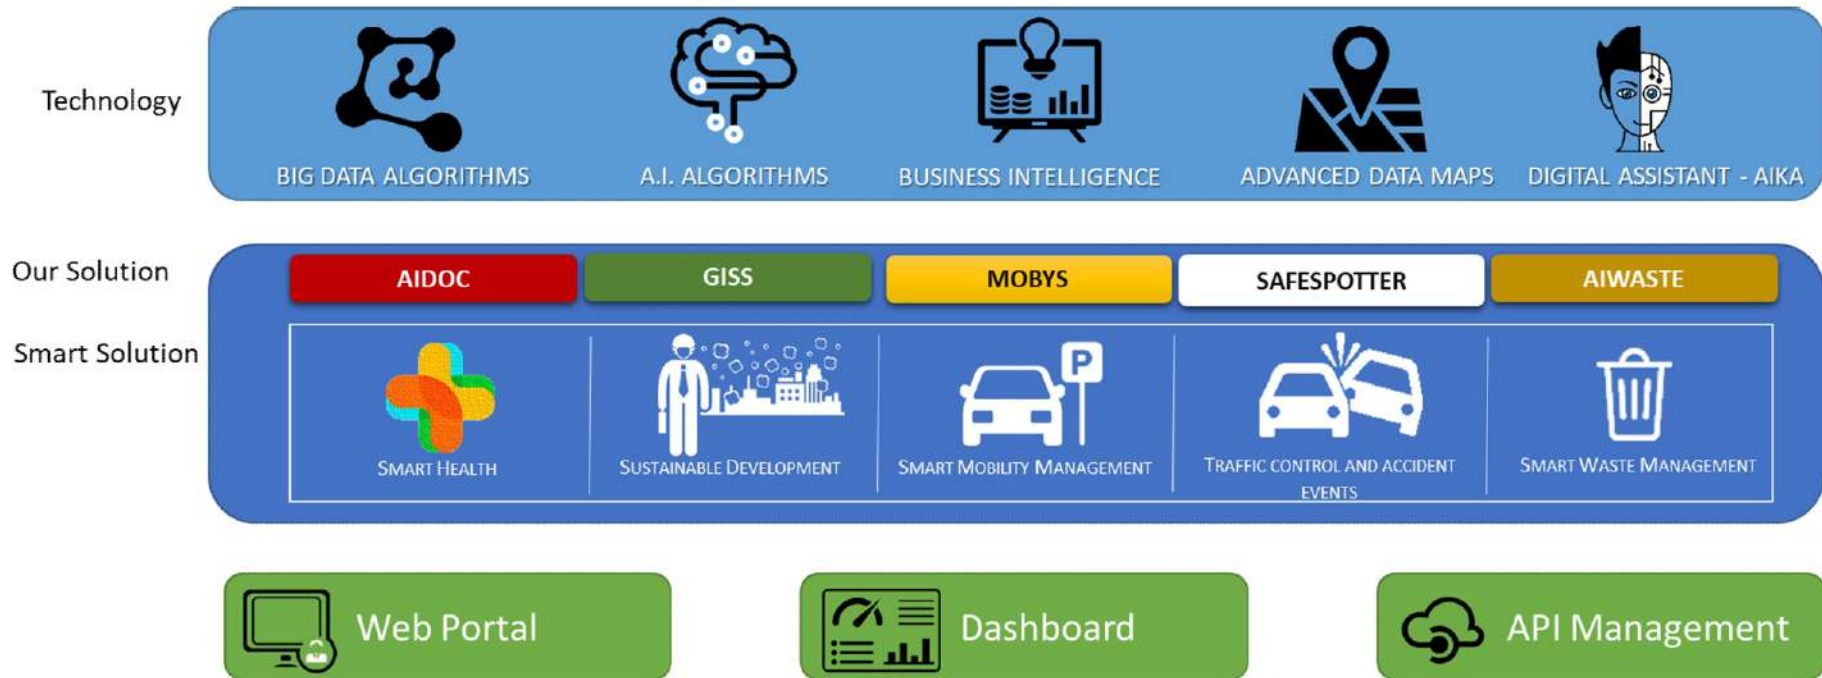 Technology
BIG DATA ALGORITHMS
A.I. ALGORITHMS
BUSINESS INTELLIGENCE
ADVANCED DATA MAPS
DIGITAL ASSISTANT - AIKA
Our Solution
AIDOC
GISS
MOBYS
SAFESPOTTER
AIWASTE
Smart Solution
P
SMART HEALTH
SUSTAINABLE DEVELOPMENT
SMART MOBILITY MANAGEMENT
TRAFFIC CONTROL AND ACCIDENT
EVENTS
SMART WASTE MANAGEMENT
Web Portal
Dashboard
API Management